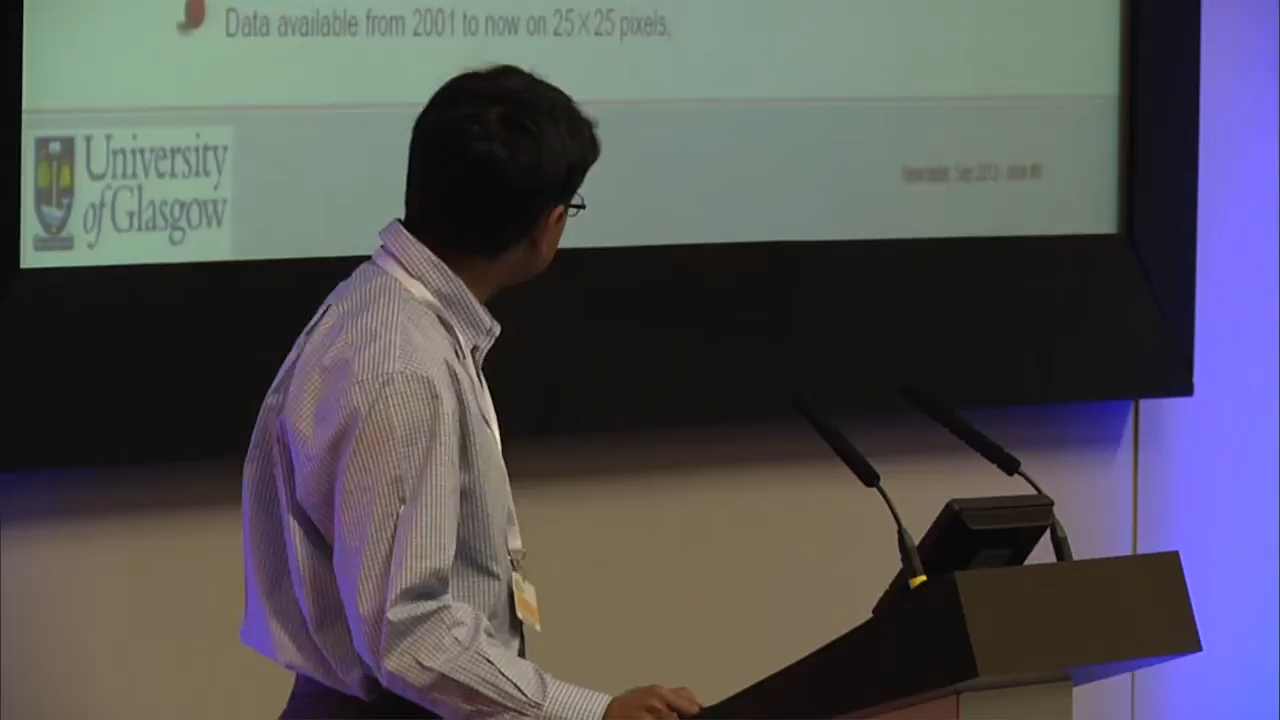 Data available from 2001 to now on 25×25 pixels,
University
of Glasgow